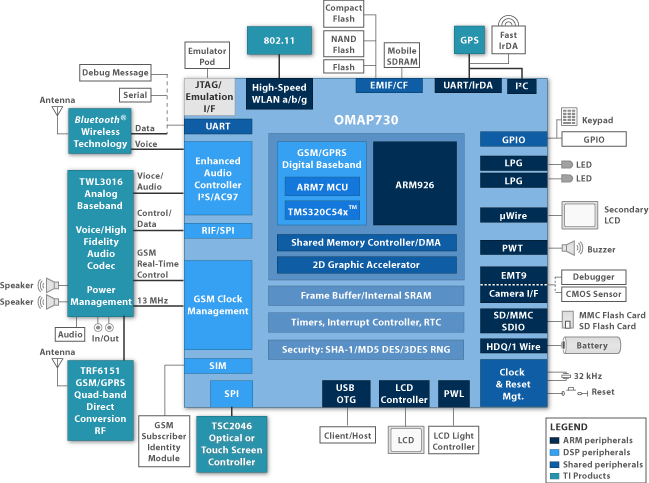 Compact
Flash
NAND
Flash
Flash
802.11
Emulator
Pod
Mobile
SDRAM
GPS
Fast
IrDA
Debug Message
Serial
JTAG/
Emulation
I/F
High-Speed
WLAN a/b/g
EMIF/CF
UART/IrDA
I²C
Antenna
Bluetooth®
Wireless
Technology
Data
Voice
UART
OMAP730
Enhanced
Audio
Controller
I²S/AC97
GSM/GPRS
Digital Baseband
ARM7 MCU
TMS320C54x™
ARM926
Shared Memory Controller/DMA
2D Graphic Accelerator
Frame Buffer/Internal SRAM
Timers, Interrupt Controller, RTC
Security: SHA-1/MD5 DES/3DES RNG
GPIO
Keypad
GPIO
LPG
LED
LPG
LED
µWire
Secondary
LCD
PWT
Buzzer
EMT9
Camera I/F
Debugger
CMOS Sensor
SD/MMC
SDIO
MMC Flash Card
SD Flash Card
HDQ/1 Wire
Battery
Clock
& Reset
Mgt.
32 kHz
Reset
TWL3016
Analog
Baseband
Voice/High
Fidelity
Audio
Codec
Power
Management
Vioce/
Audio
Control/
Data
GSM
Real-Time
Control
13 MHz
RIF/SPI
GSM Clock
Management
Speaker
Speaker
Audio
In/Out
Antenna
TRF6151
GSM/GPRS
Quad-band
Direct
Conversion
RF
SIM
SPI
GSM
Subscriber
Identity
Module
TSC2046
Optical or
Touch Screen
Controller
USB
OTG
LCD
Controller
PWL
Client/Host
LCD
LCD Light
Controller
LEGEND
ARM peripherals
DSP peripherals
Shared peripherals
TI Products